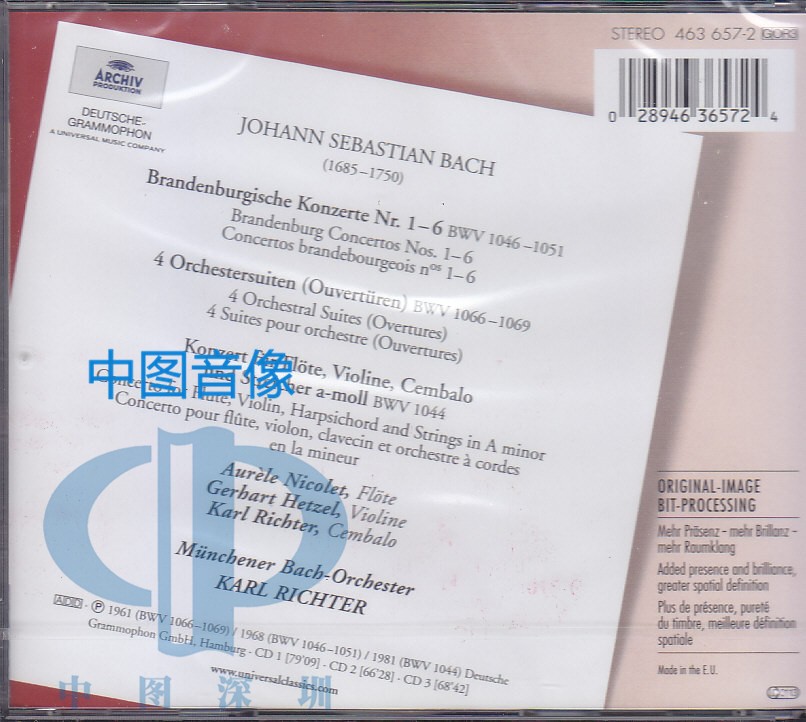 STEREO 463 657-2 GOR3
0 28946 36572 4
ARCHIV
PRODUKTION
DEUTSCHE-
GRAMMOPHON
A UNIVERSAL MUSIC COMPANY
JOHANN SEBASTIAN BACH
(1685–1750)
Brandenburgische Konzerte Nr. 1–6 BWV 1046–1051
Brandenburg Concertos Nos. 1–6
Concertos brandebourgeois nos 1–6
4 Orchestersuiten (Ouvertüren) BWV 1066–1069
4 Orchestral Suites (Overtures)
4 Suites pour orchestre (Ouvertures)
Konzert für Flöte, Violine, Cembalo
und Streicher a-moll BWV 1044
中图音像
Concerto for Flute, Violin, Harpsichord and Strings in A minor
Concerto pour flûte, violon, clavecin et orchestre à cordes
en la mineur
Aurèle Nicolet, Flöte
Gerhart Hetzel, Violine
Karl Richter, Cembalo
Münchener Bach-Orchester
KARL RICHTER
ADD · Ⓟ 1961 (BWV 1066–1069) / 1968 (BWV 1046–1051) / 1981 (BWV 1044) Deutsche
Grammophon GmbH, Hamburg · CD 1 [79'09] · CD 2 [66'28] · CD 3 [68'42]
www.universalclassics.com
中图深圳
ORIGINAL-IMAGE
BIT-PROCESSING
Mehr Präsenz – mehr Brillanz –
mehr Raumklang
Added presence and brilliance,
greater spatial definition
Plus de présence, pureté
du timbre, meilleure définition
spatiale
Made in the E.U.